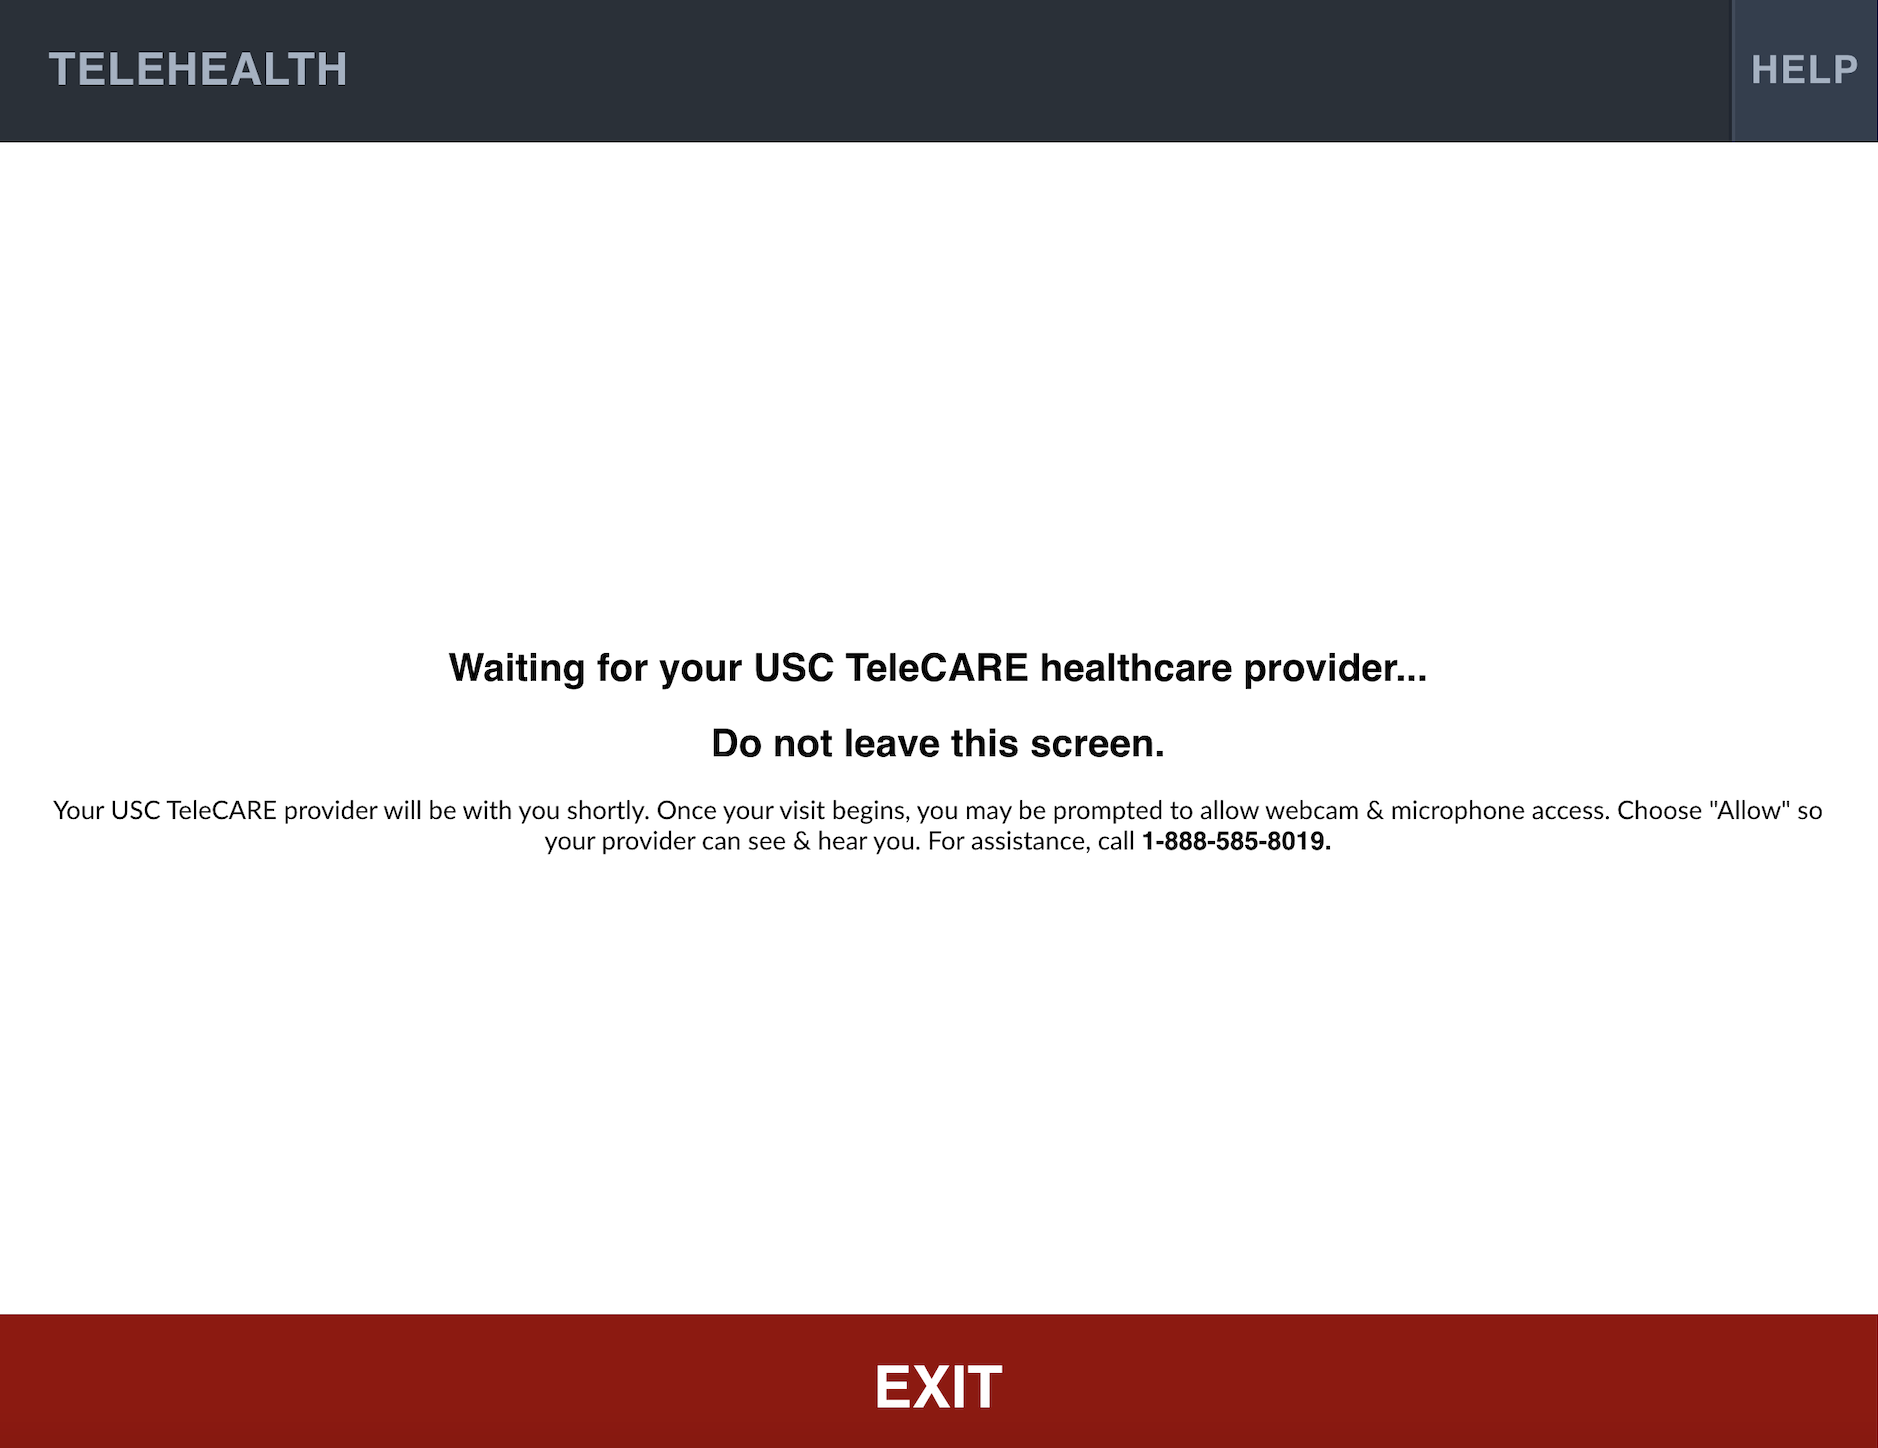 TELEHEALTH
HELP
Waiting for your USC TeleCARE healthcare provider...
Do not leave this screen.
Your USC TeleCARE provider will be with you shortly. Once your visit begins, you may be prompted to allow webcam & microphone access. Choose "Allow" so
your provider can see & hear you. For assistance, call 1-888-585-8019.
EXIT